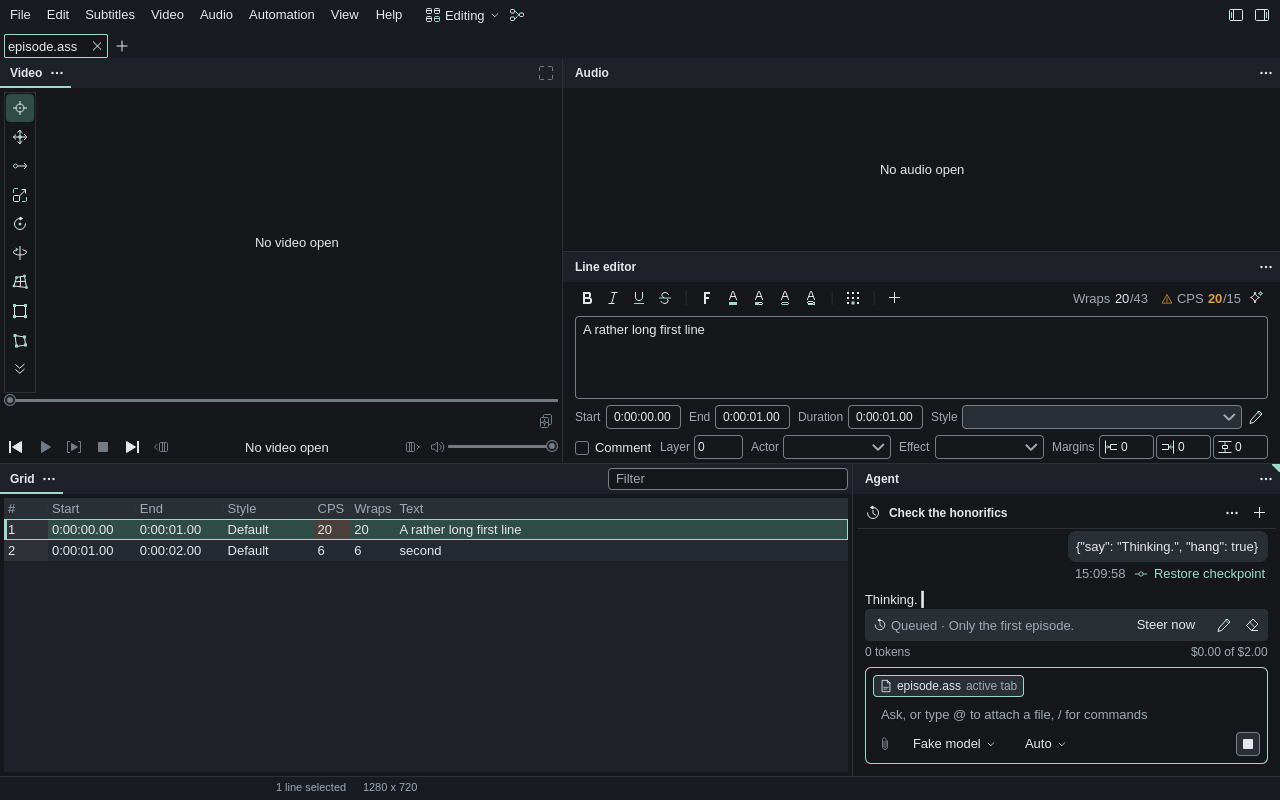 File Edit Subtitles Video Audio Automation View Help Editing
episode.ass
Video
Audio
No video open
No audio open
Line editor
B I U S F A A A A Wraps 20/43 CPS 20/15
A rather long first line
Start 0:00:00.00 End 0:00:01.00 Duration 0:00:01.00 Style
Comment Layer 0 Actor Effect Margins 0 0 0
No video open
Grid
Filter
# Start End Style CPS Wraps Text
1 0:00:00.00 0:00:01.00 Default 20 20 A rather long first line
2 0:00:01.00 0:00:02.00 Default 6 6 second
Agent
Check the honorifics
{"say": "Thinking.", "hang": true}
15:09:58 Restore checkpoint
Thinking.
Queued · Only the first episode. Steer now
0 tokens $0.00 of $2.00
episode.ass active tab
Ask, or type @ to attach a file, / for commands
Fake model Auto
1 line selected 1280 x 720